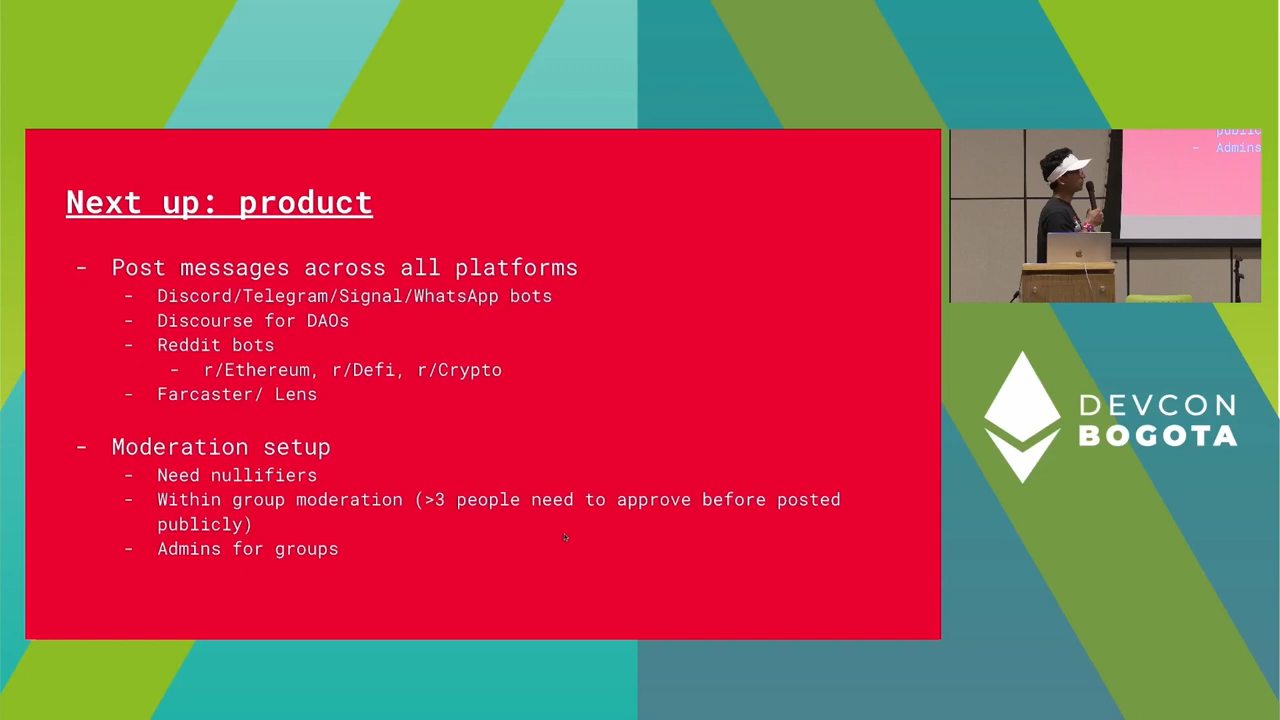 Next up: product
- Post messages across all platforms
- Discord/Telegram/Signal/WhatsApp bots
- Discourse for DAOs
- Reddit bots
- r/Ethereum, r/Defi, r/Crypto
- Farcaster/ Lens
- Moderation setup
- Need nullifiers
- Within group moderation (>3 people need to approve before posted
publicly)
- Admins for groups
- Admins
DEVCON
BOGOTA